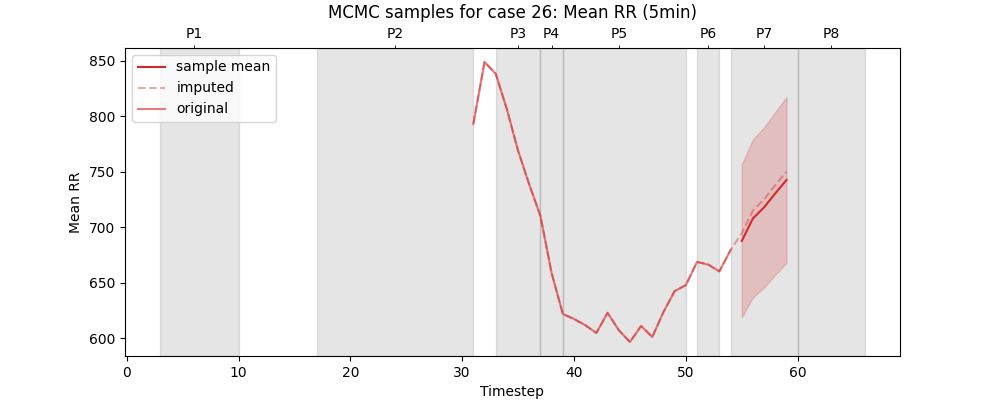 MCMC samples for case 26: Mean RR (5min)
P1 P2 P3 P4 P5 P6 P7 P8
sample mean
imputed
original
850
800
750
700
650
600
Mean RR
0 10 20 30 40 50 60
Timestep